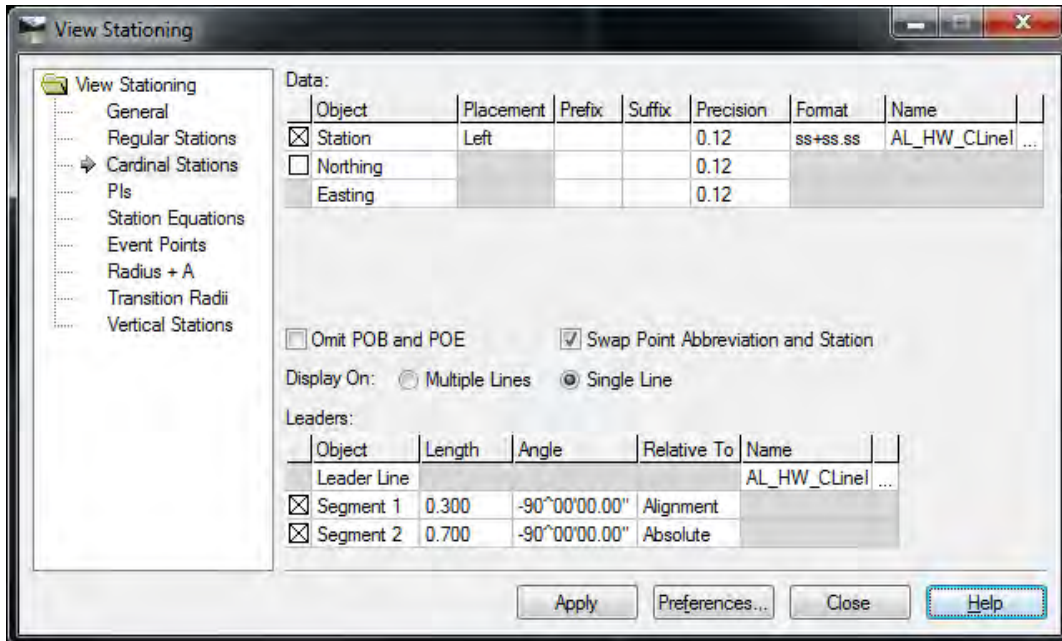 View Stationing
View Stationing
General
Regular Stations
Cardinal Stations
PIs
Station Equations
Event Points
Radius + A
Transition Radii
Vertical Stations
Data:
Object Placement Prefix Suffix Precision Format Name
Station Left 0.12 ss+ss.ss AL_HW_CLineI ...
Northing 0.12
Easting 0.12
Omit POB and POE Swap Point Abbreviation and Station
Display On: Multiple Lines Single Line
Leaders:
Object Length Angle Relative To Name
Leader Line AL_HW_CLineI ...
Segment 1 0.300 -90^00'00.00" Alignment
Segment 2 0.700 -90^00'00.00" Absolute
Apply Preferences... Close Help